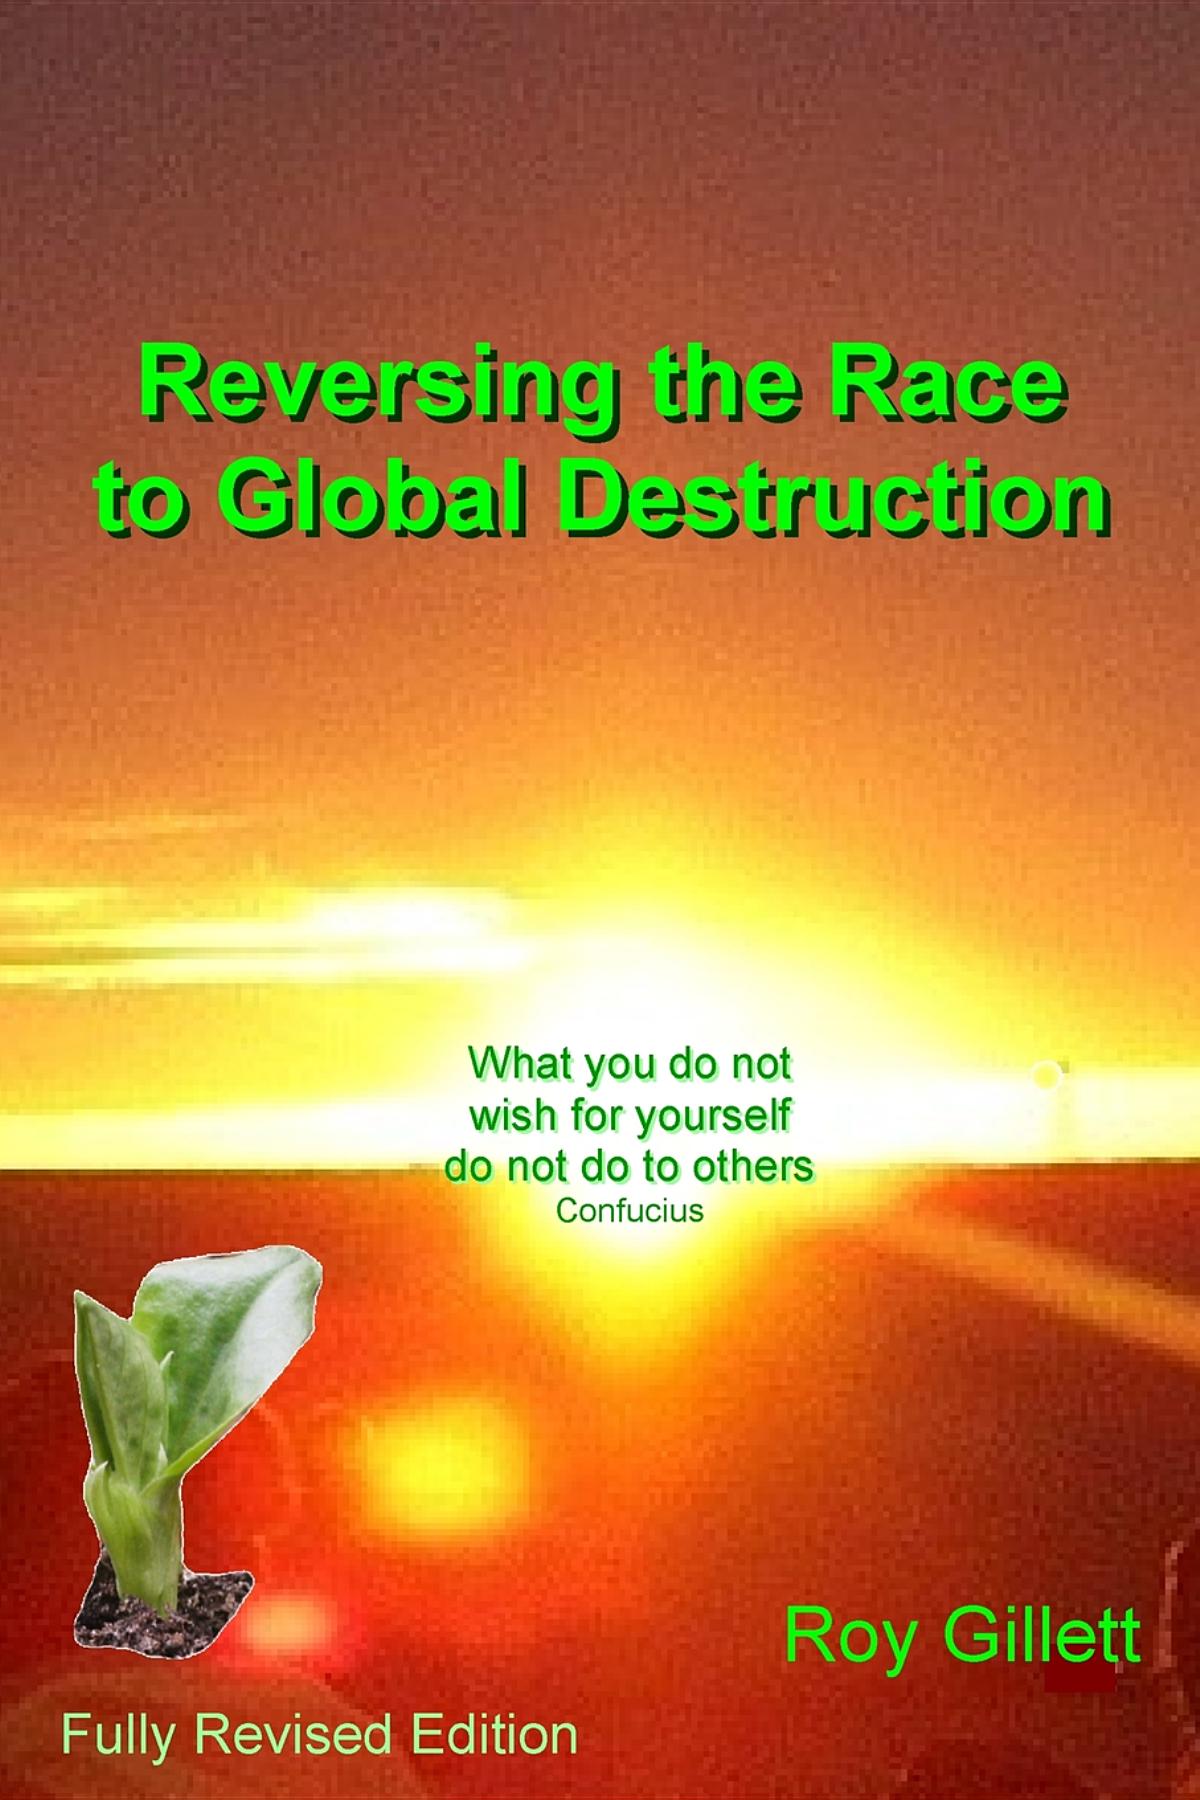 Reversing the Race
to Global Destruction
What you do not
wish for yourself
do not do to others
Confucius
Roy Gillett
Fully Revised Edition